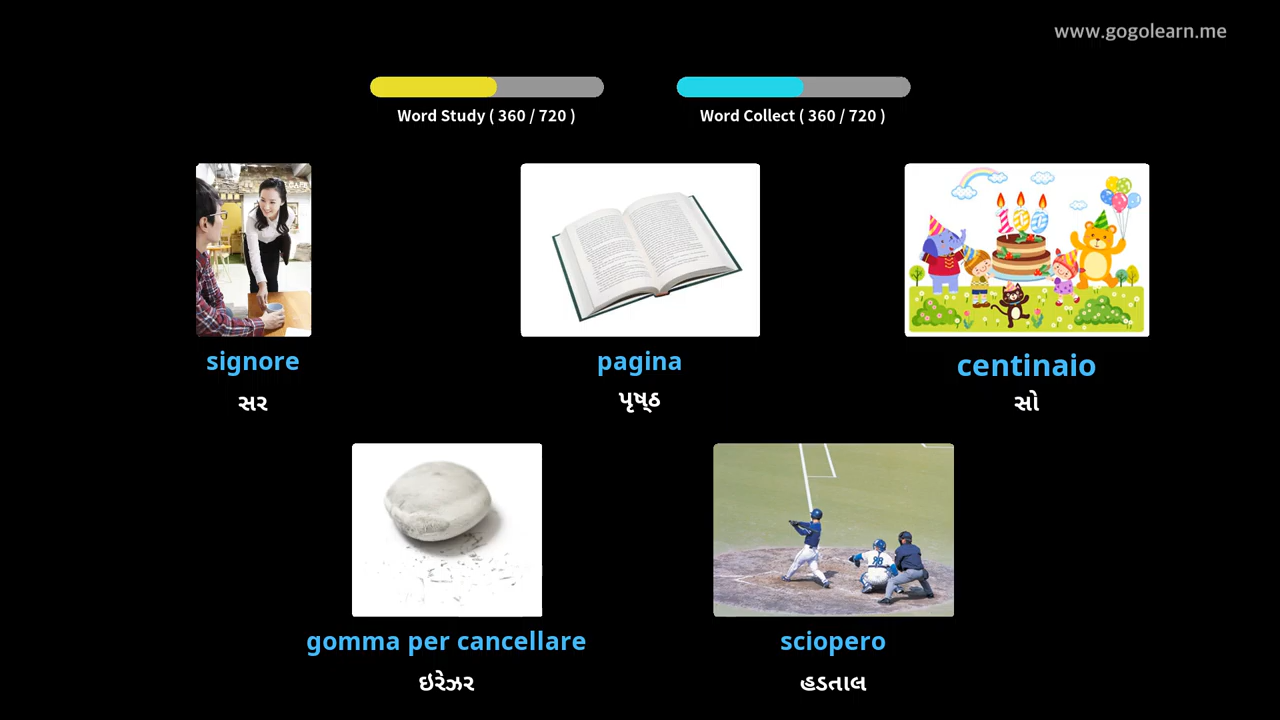 www.gogolearn.me
Word Study ( 360 / 720 )
Word Collect ( 360 / 720 )
signore
સર
pagina
પૃષ્ઠ
centinaio
સો
gomma per cancellare
ઇરેઝર
sciopero
હડતાલ